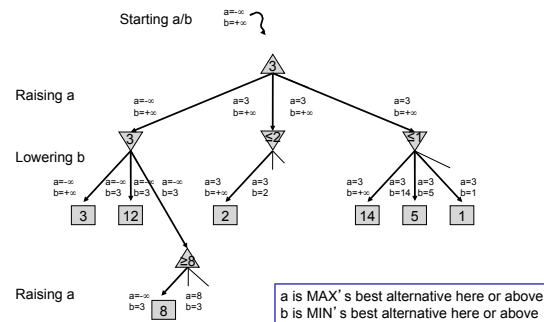 Starting a/b
a=-∞
b=+∞
3
Raising a
a=-∞
b=+∞
a=3
b=+∞
a=3
b=+∞
a=3
b=+∞
3
≤2
≤1
Lowering b
a=-∞
b=+∞
a=-∞
b=3
a=-∞
b=3
a=-∞
b=3
a=3
b=+∞
a=3
b=2
a=3
b=+∞
a=3
b=14
a=3
b=5
a=3
b=1
3
12
2
14
5
1
≥8
Raising a
a=-∞
b=3
a=8
b=3
8
a is MAX's best alternative here or above
b is MIN's best alternative here or above